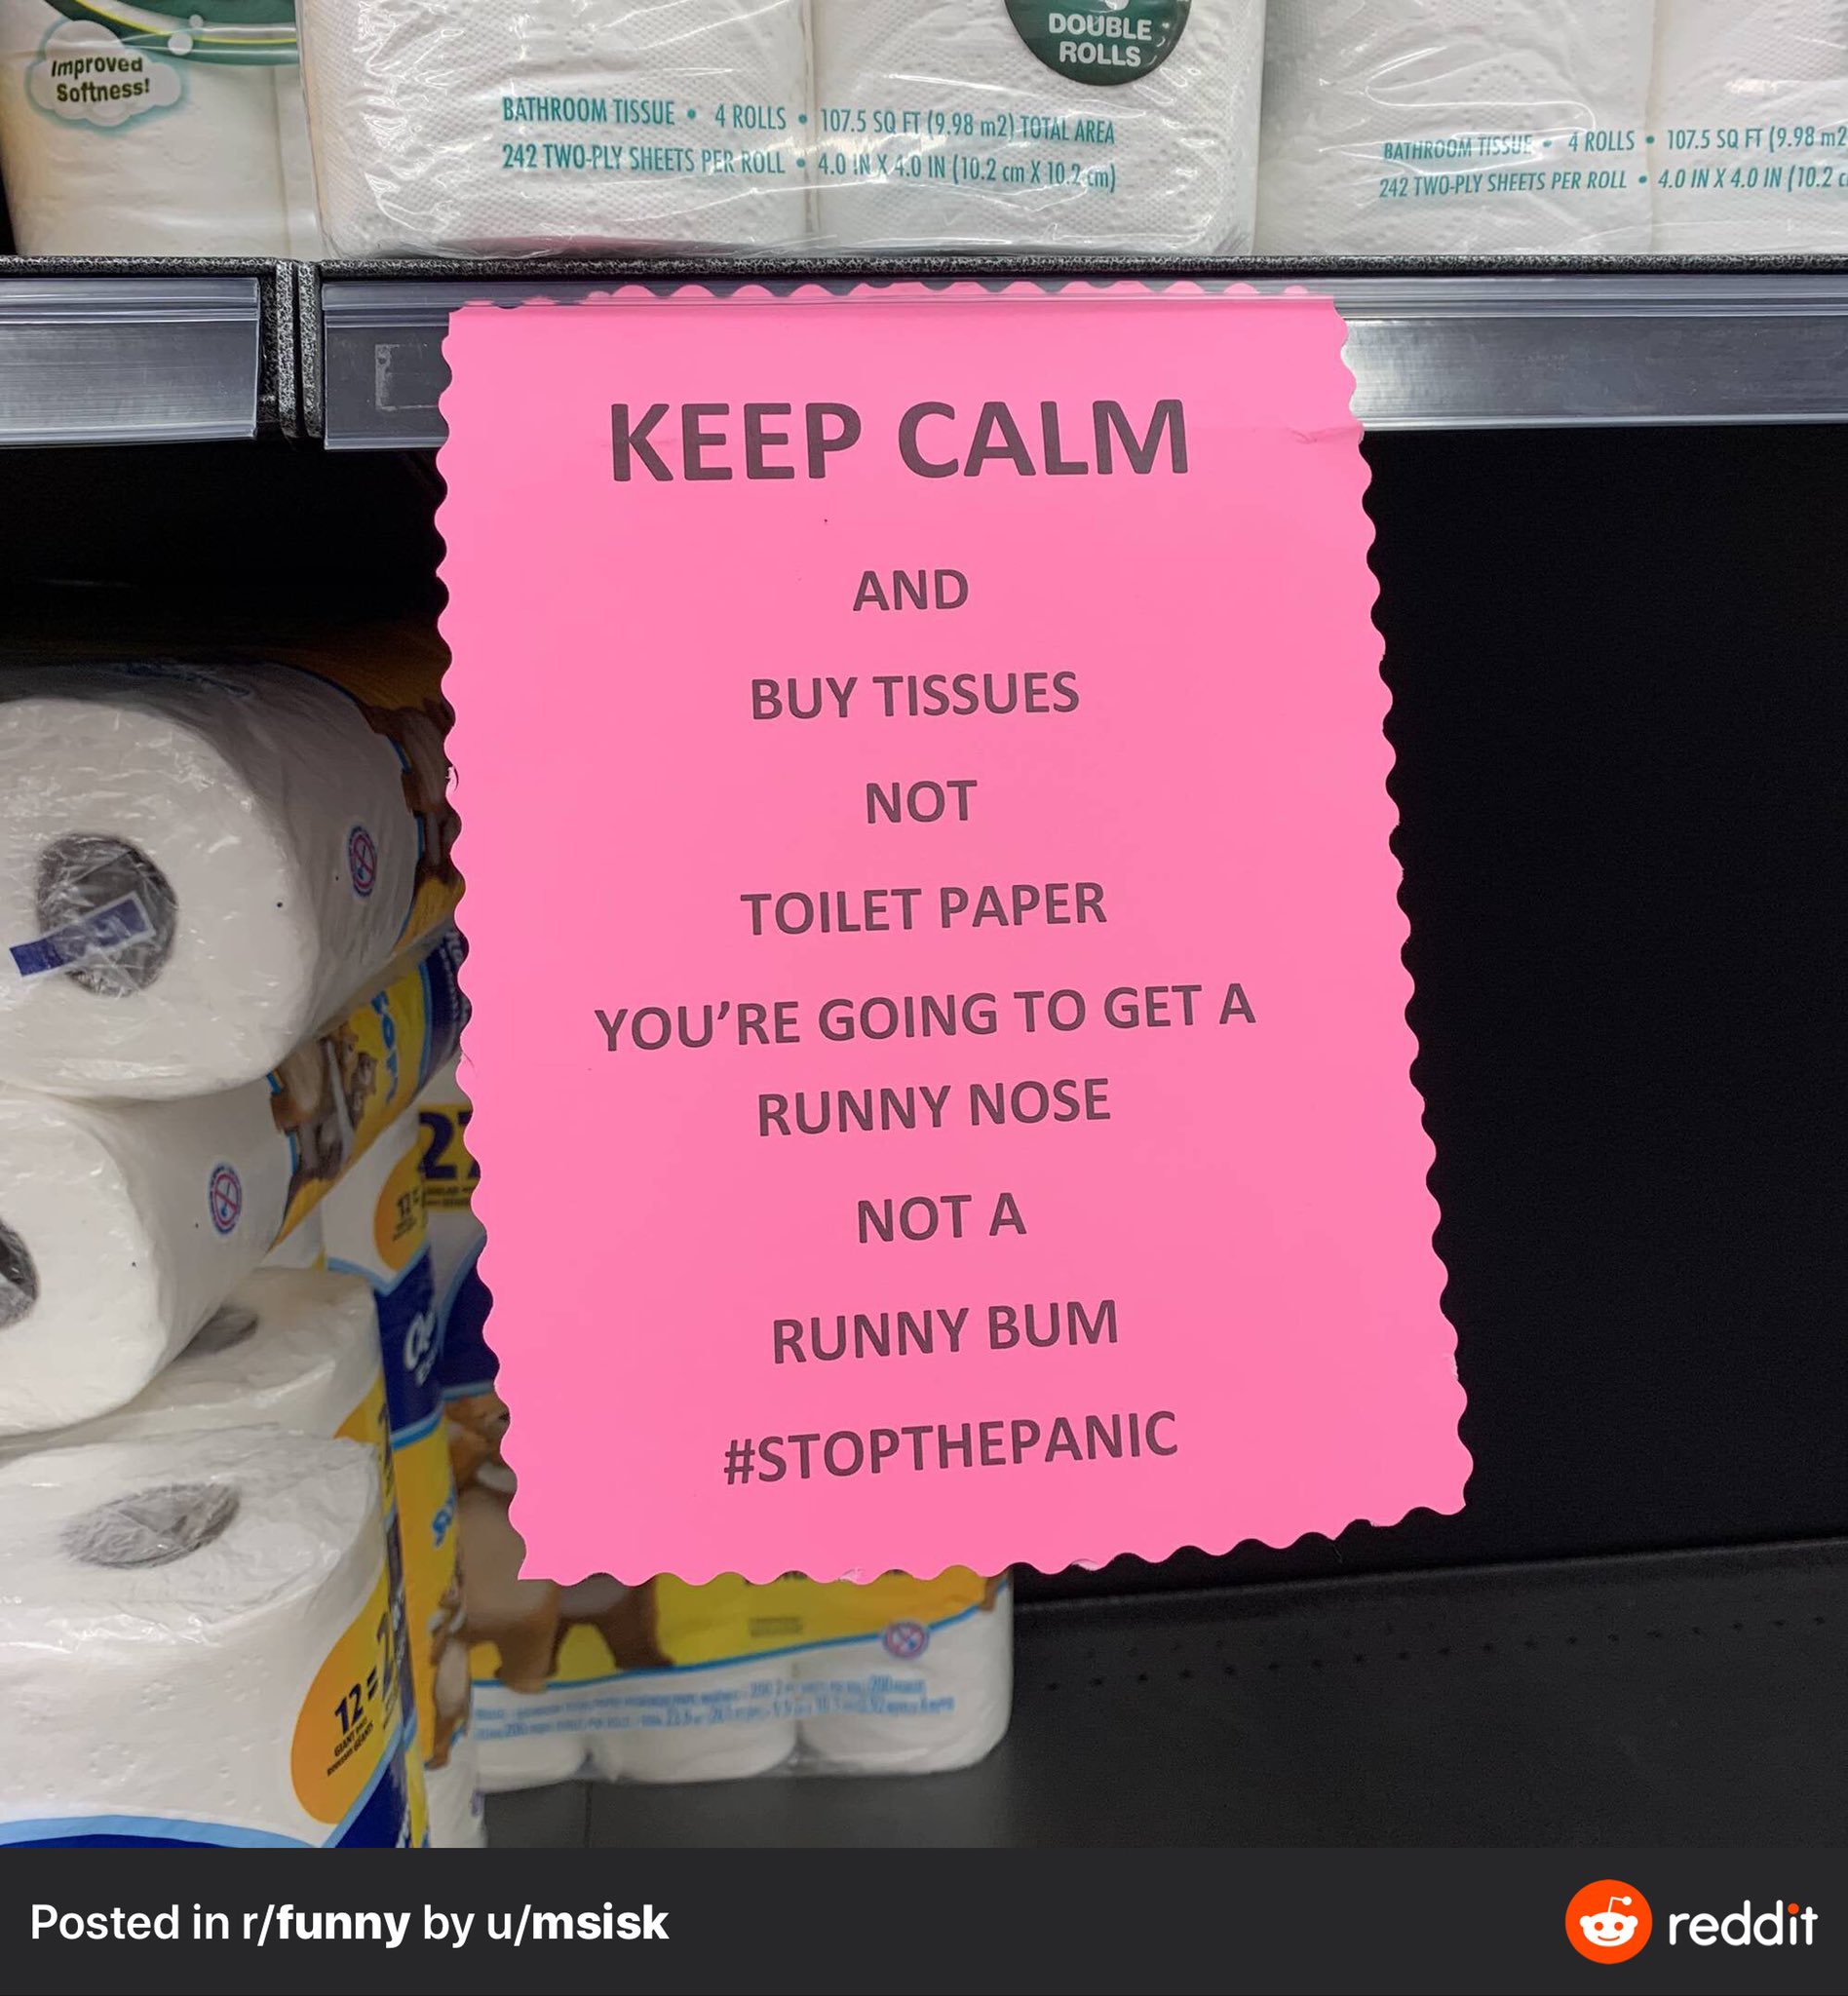 Improved
Softness!
DOUBLE
ROLLS
BATHROOM TISSUE • 4 ROLLS • 107.5 SQ FT (9.98 m2) TOTAL AREA
242 TWO-PLY SHEETS PER ROLL • 4.0 IN X 4.0 IN (10.2 cm X 10.2 cm)
BATHROOM TISSUE • 4 ROLLS • 107.5 SQ FT (9.98 m2
242 TWO-PLY SHEETS PER ROLL • 4.0 IN X 4.0 IN (10.2 c
KEEP CALM
AND
BUY TISSUES
NOT
TOILET PAPER
YOU'RE GOING TO GET A
RUNNY NOSE
NOT A
RUNNY BUM
#STOPTHEPANIC
27
12=
12=2
Posted in r/funny by u/msisk
reddit